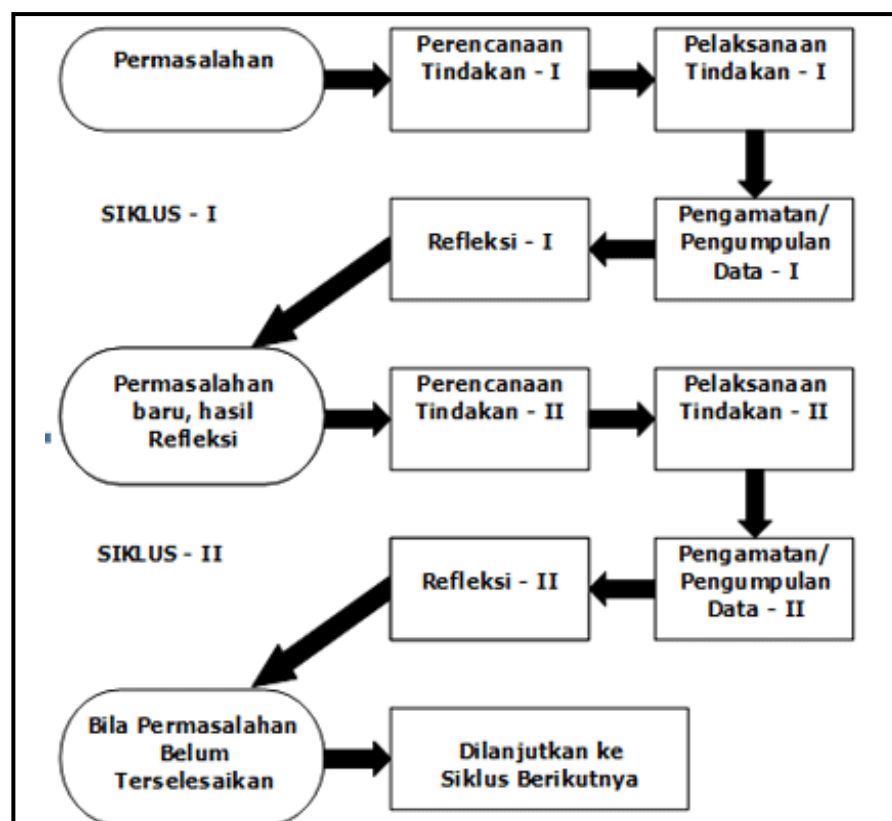 Permasalahan
Perencanaan
Tindakan - I
Pelaksanaan
Tindakan - I
SIKLUS - I
Refleksi - I
Pengamatan/
Pengumpulan
Data - I
Permasalahan
baru, hasil
Refleksi
Perencanaan
Tindakan - II
Pelaksanaan
Tindakan - II
SIKLUS - II
Refleksi - II
Pengamatan/
Pengumpulan
Data - II
Bila Permasalahan
Belum
Terselesaikan
Dilanjutkan ke
Siklus Berikutnya